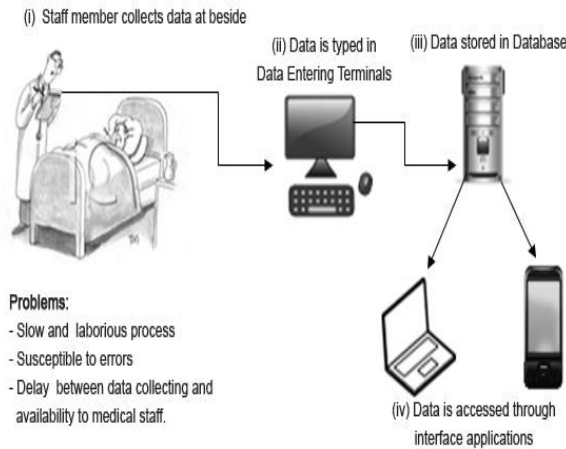 (i) Staff member collects data at beside
(ii) Data is typed in
Data Entering Terminals
(iii) Data stored in Database
Problems:
- Slow and laborious process
- Susceptible to errors
- Delay between data collecting and
availability to medical staff.
(iv) Data is accessed through
interface applications